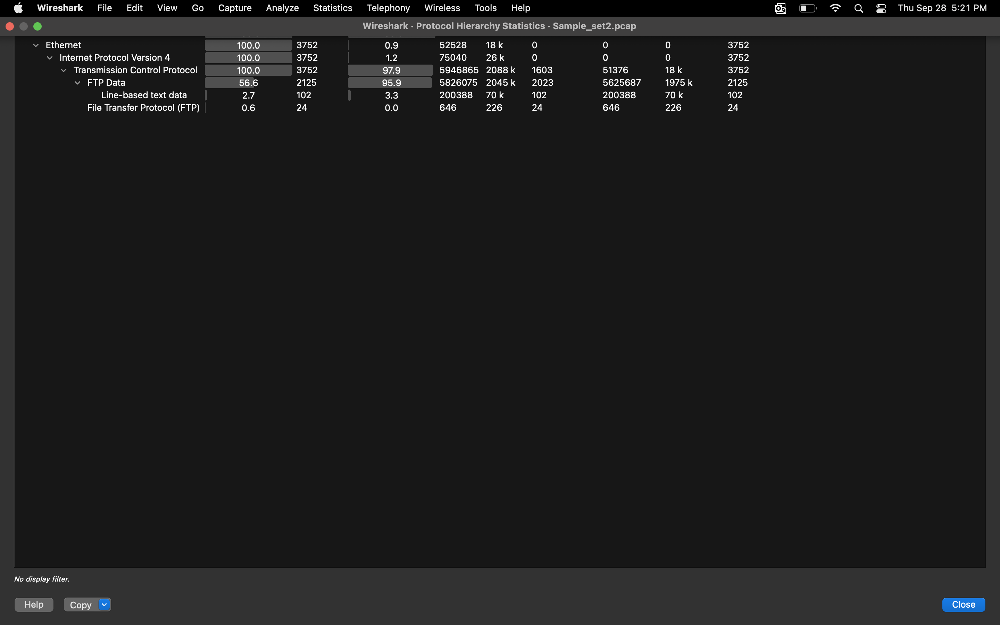 Wireshark File Edit View Go Capture Analyze Statistics Telephony Wireless Tools Help Thu Sep 28 5:21 PM
Wireshark · Protocol Hierarchy Statistics · Sample_set2.pcap
Ethernet 100.0 3752 0.9 52528 18 k 0 0 0 3752
Internet Protocol Version 4 100.0 3752 1.2 75040 26 k 0 0 0 3752
Transmission Control Protocol 100.0 3752 97.9 5946865 2088 k 1603 51376 18 k 3752
FTP Data 56.6 2125 95.9 5826075 2045 k 2023 5625687 1975 k 2125
Line-based text data 2.7 102 3.3 200388 70 k 102 200388 70 k 102
File Transfer Protocol (FTP) 0.6 24 0.0 646 226 24 646 226 24
No display filter.
Help Copy Close